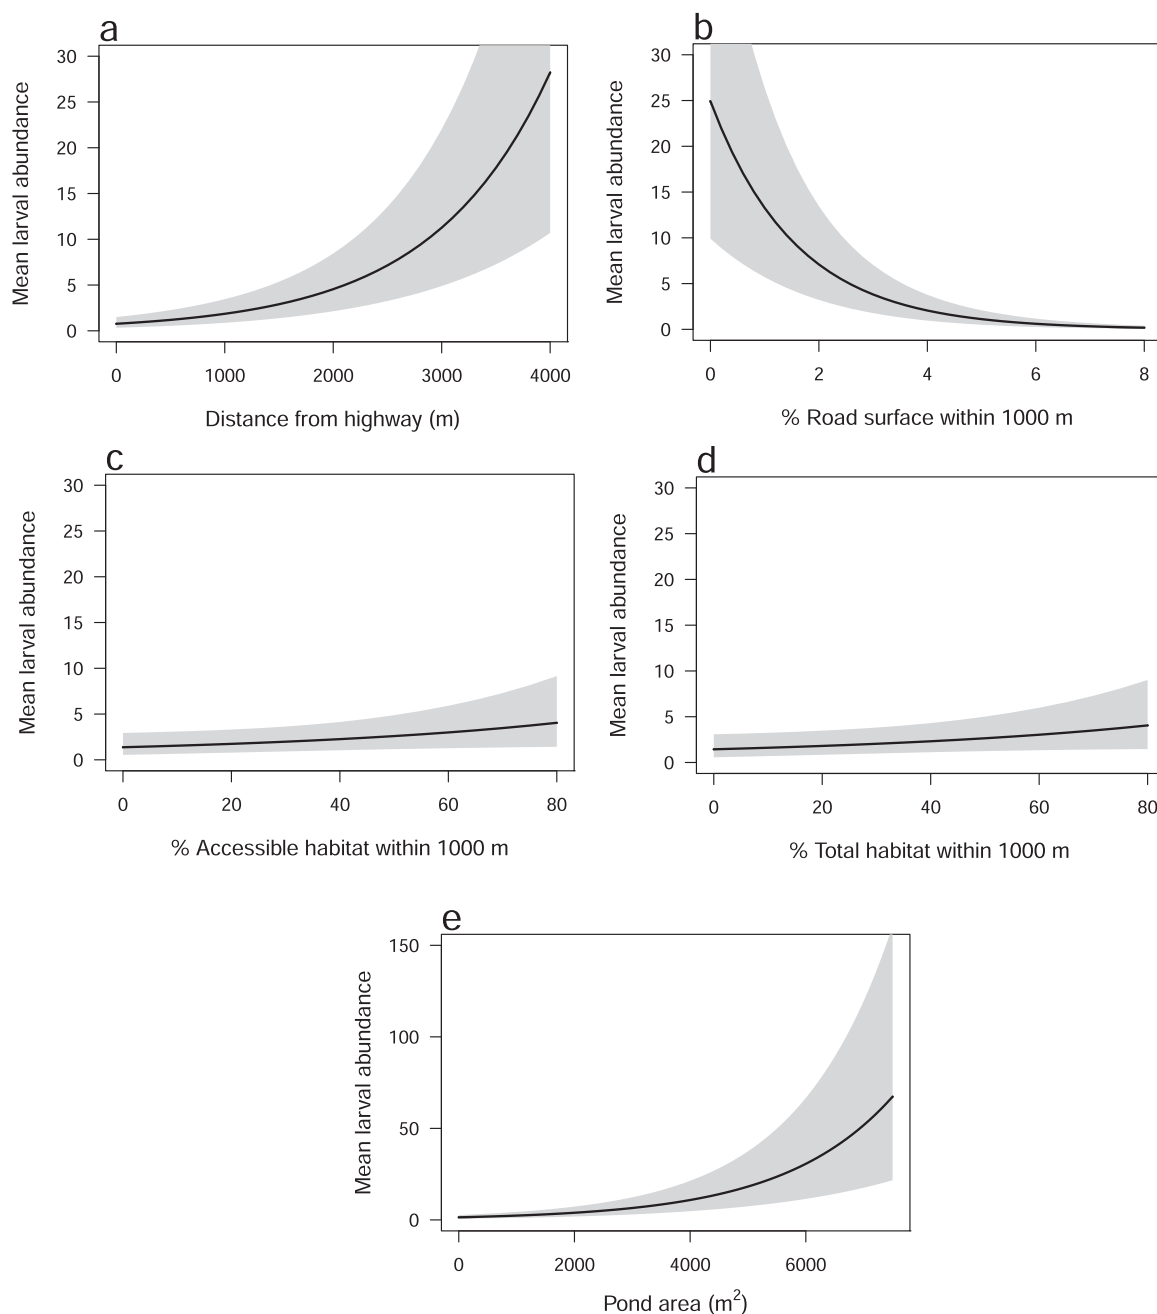 a
30
25
20
15
10
5
0
Mean larval abundance
0 1000 2000 3000 4000
Distance from highway (m)
b
30
25
20
15
10
5
0
Mean larval abundance
0 2 4 6 8
% Road surface within 1000 m
c
30
25
20
15
10
5
0
Mean larval abundance
0 20 40 60 80
% Accessible habitat within 1000 m
d
30
25
20
15
10
5
0
Mean larval abundance
0 20 40 60 80
% Total habitat within 1000 m
e
150
100
50
0
Mean larval abundance
0 2000 4000 6000
Pond area (m²)